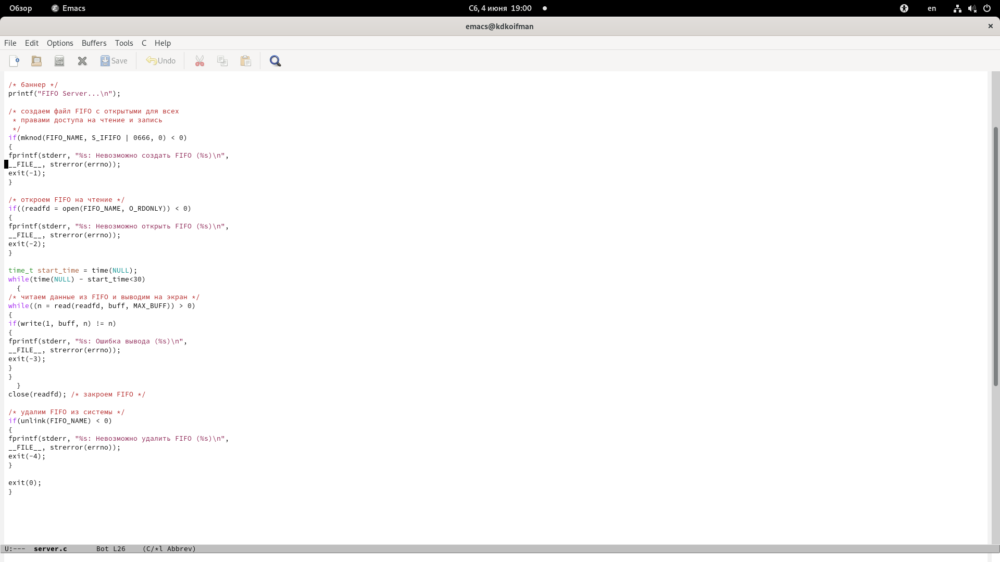 Обзор Emacs Сб, 4 июня 19:00 en
emacs@kdkoifman
File Edit Options Buffers Tools C Help
Save Undo
/* баннер */
printf("FIFO Server...\n");
/* создаем файл FIFO с открытыми для всех
* правами доступа на чтение и запись
*/
if(mknod(FIFO_NAME, S_IFIFO | 0666, 0) < 0)
{
fprintf(stderr, "%s: Невозможно создать FIFO (%s)\n",
__FILE__, strerror(errno));
exit(-1);
}
/* откроем FIFO на чтение */
if((readfd = open(FIFO_NAME, O_RDONLY)) < 0)
{
fprintf(stderr, "%s: Невозможно открыть FIFO (%s)\n",
__FILE__, strerror(errno));
exit(-2);
}
time_t start_time = time(NULL);
while(time(NULL) - start_time<30)
{
/* читаем данные из FIFO и выводим на экран */
while((n = read(readfd, buff, MAX_BUFF)) > 0)
{
if(write(1, buff, n) != n)
{
fprintf(stderr, "%s: Ошибка вывода (%s)\n",
__FILE__, strerror(errno));
exit(-3);
}
}
}
close(readfd); /* закроем FIFO */
/* удалим FIFO из системы */
if(unlink(FIFO_NAME) < 0)
{
fprintf(stderr, "%s: Невозможно удалить FIFO (%s)\n",
__FILE__, strerror(errno));
exit(-4);
}
exit(0);
}
U:--- server.c Bot L26 (C/*l Abbrev)